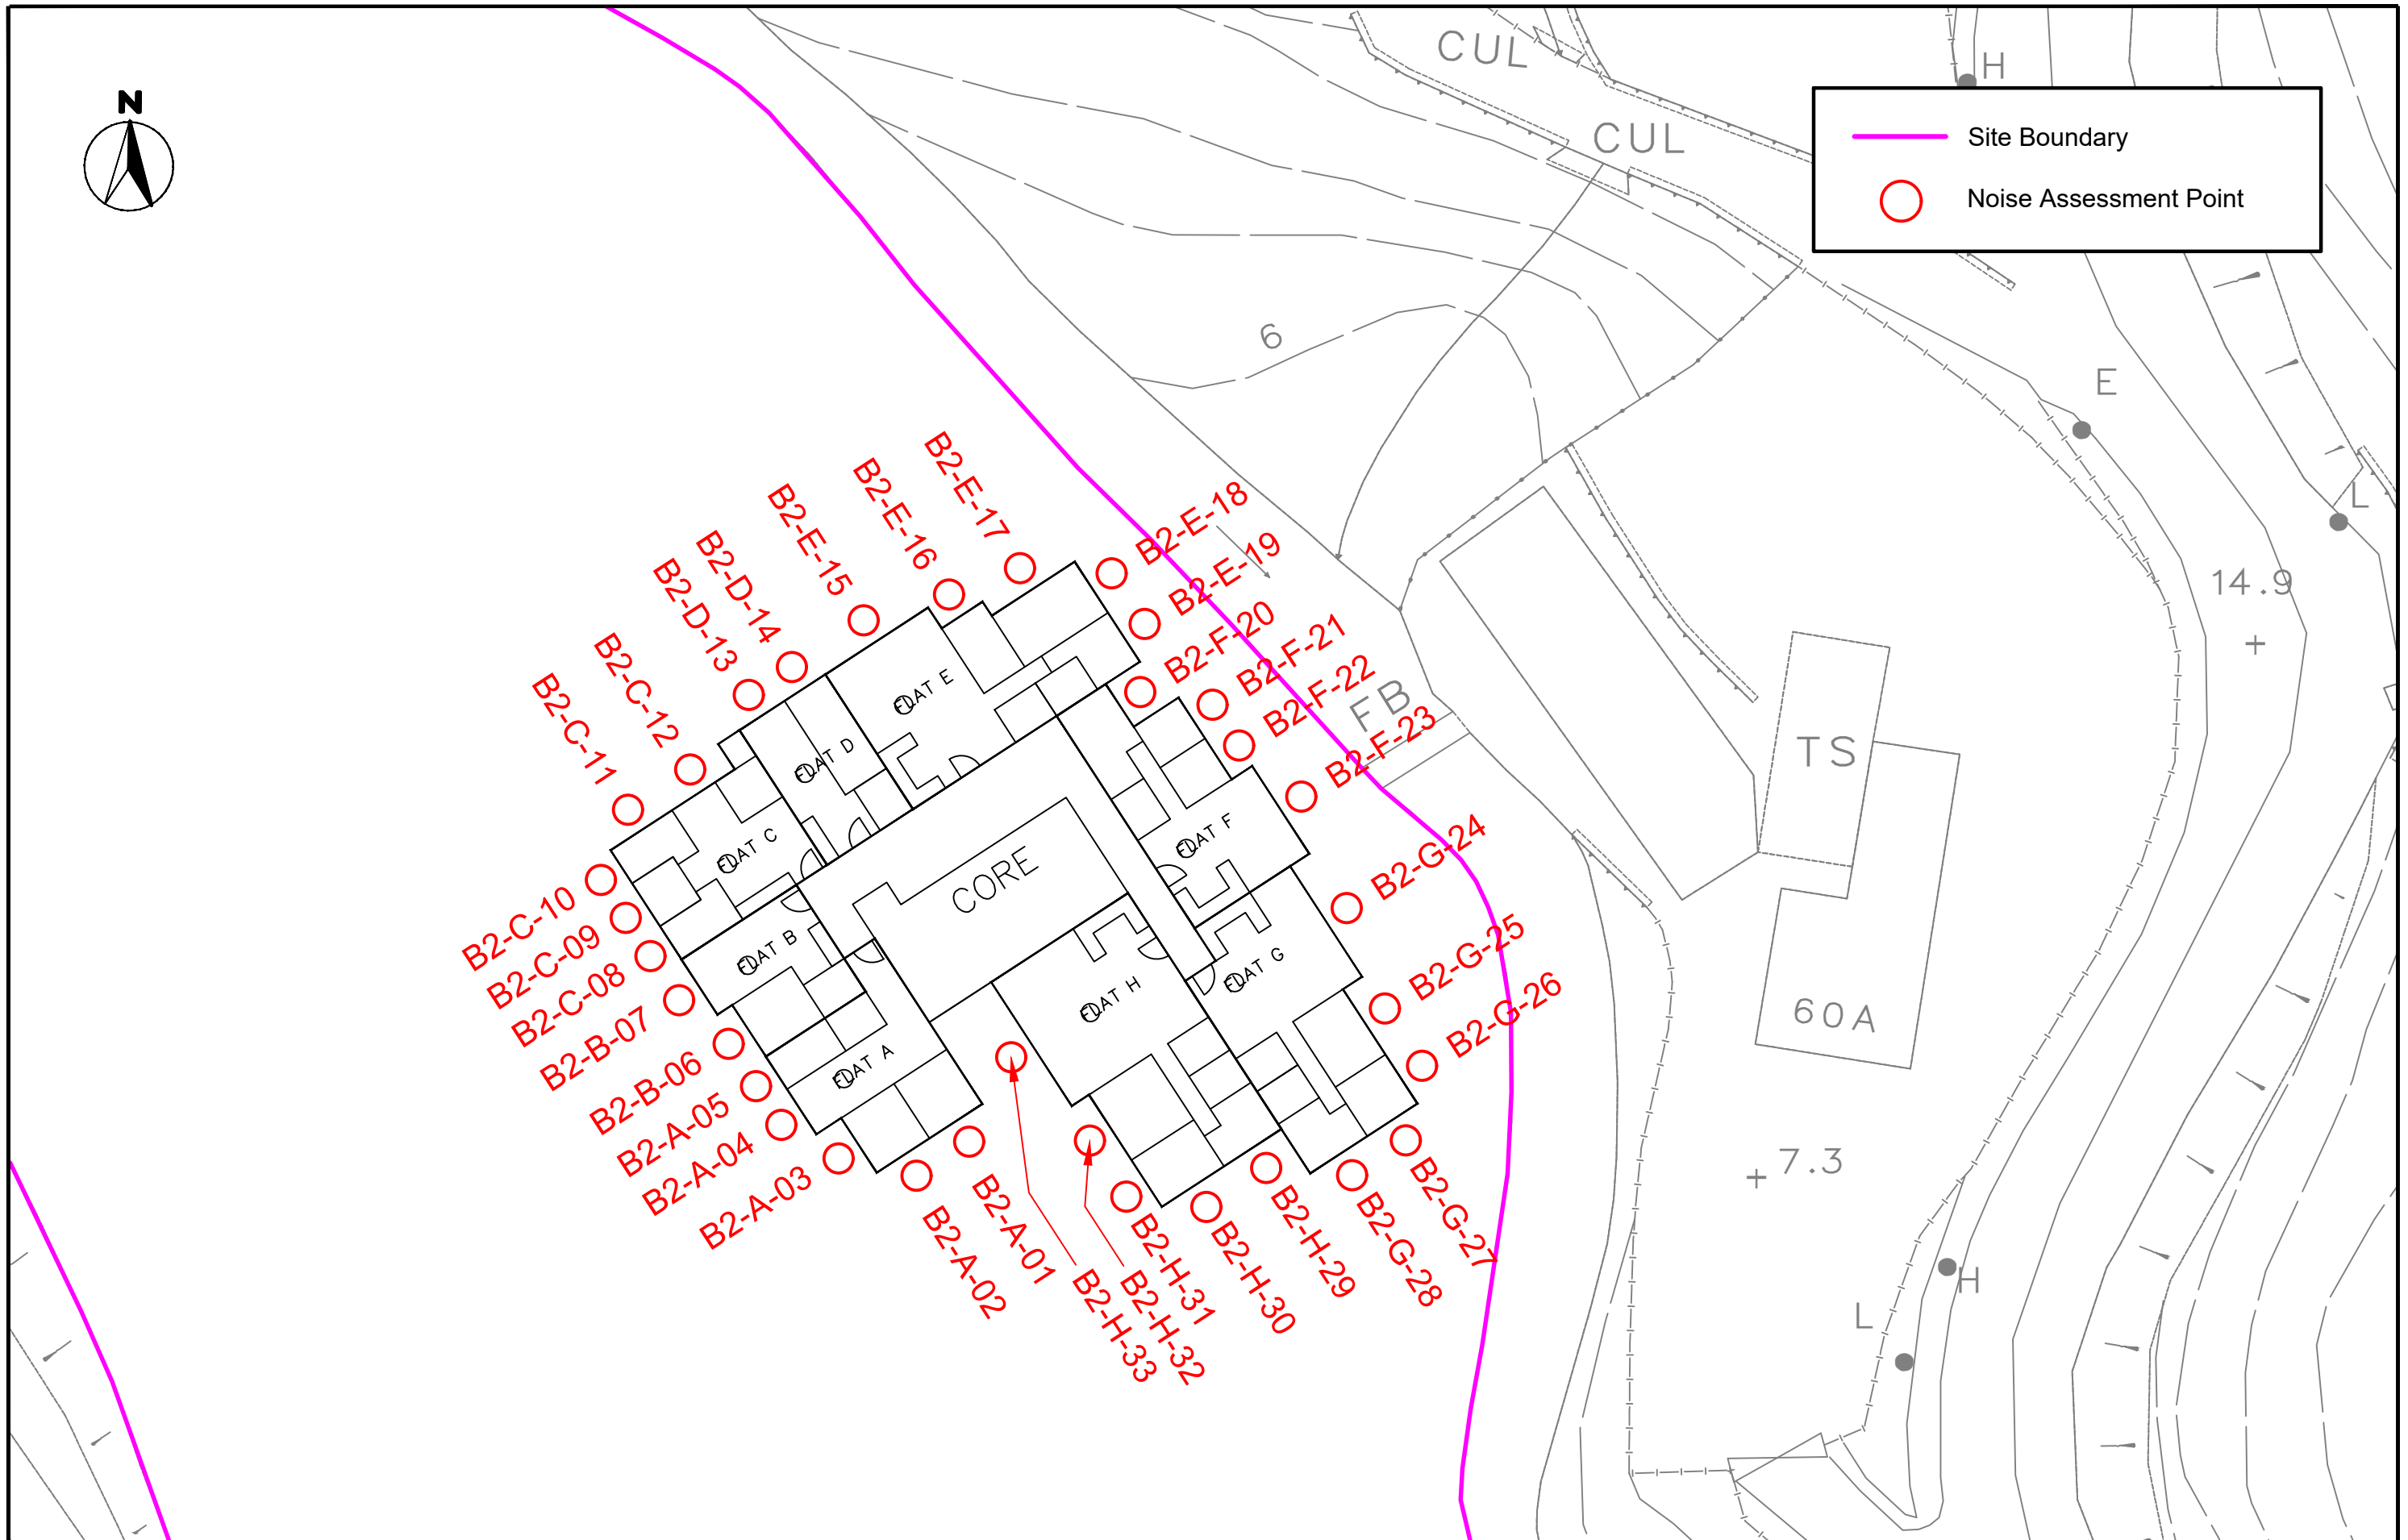 N
CUL
H
CUL
Site Boundary
Noise Assessment Point
6
E
L
14.9
B2-E-17
B2-E-16
B2-E-15
B2-E-18
B2-E-19
B2-D-14
B2-D-13
B2-F-20
B2-F-21
B2-F-22
B2-F-23
FB
TS
B2-C-12
B2-C-11
FLAT E
FLAT D
FLAT C
FLAT F
CORE
B2-G-24
B2-C-10
B2-C-09
B2-C-08
B2-B-07
FLAT B
FLAT G
FLAT H
B2-G-25
B2-G-26
60A
B2-B-06
B2-A-05
B2-A-04
B2-A-03
FLAT A
7.3
B2-A-02
B2-A-01
B2-H-33
B2-H-32
B2-H-31
B2-H-30
B2-H-29
B2-G-28
B2-G-27
H
L